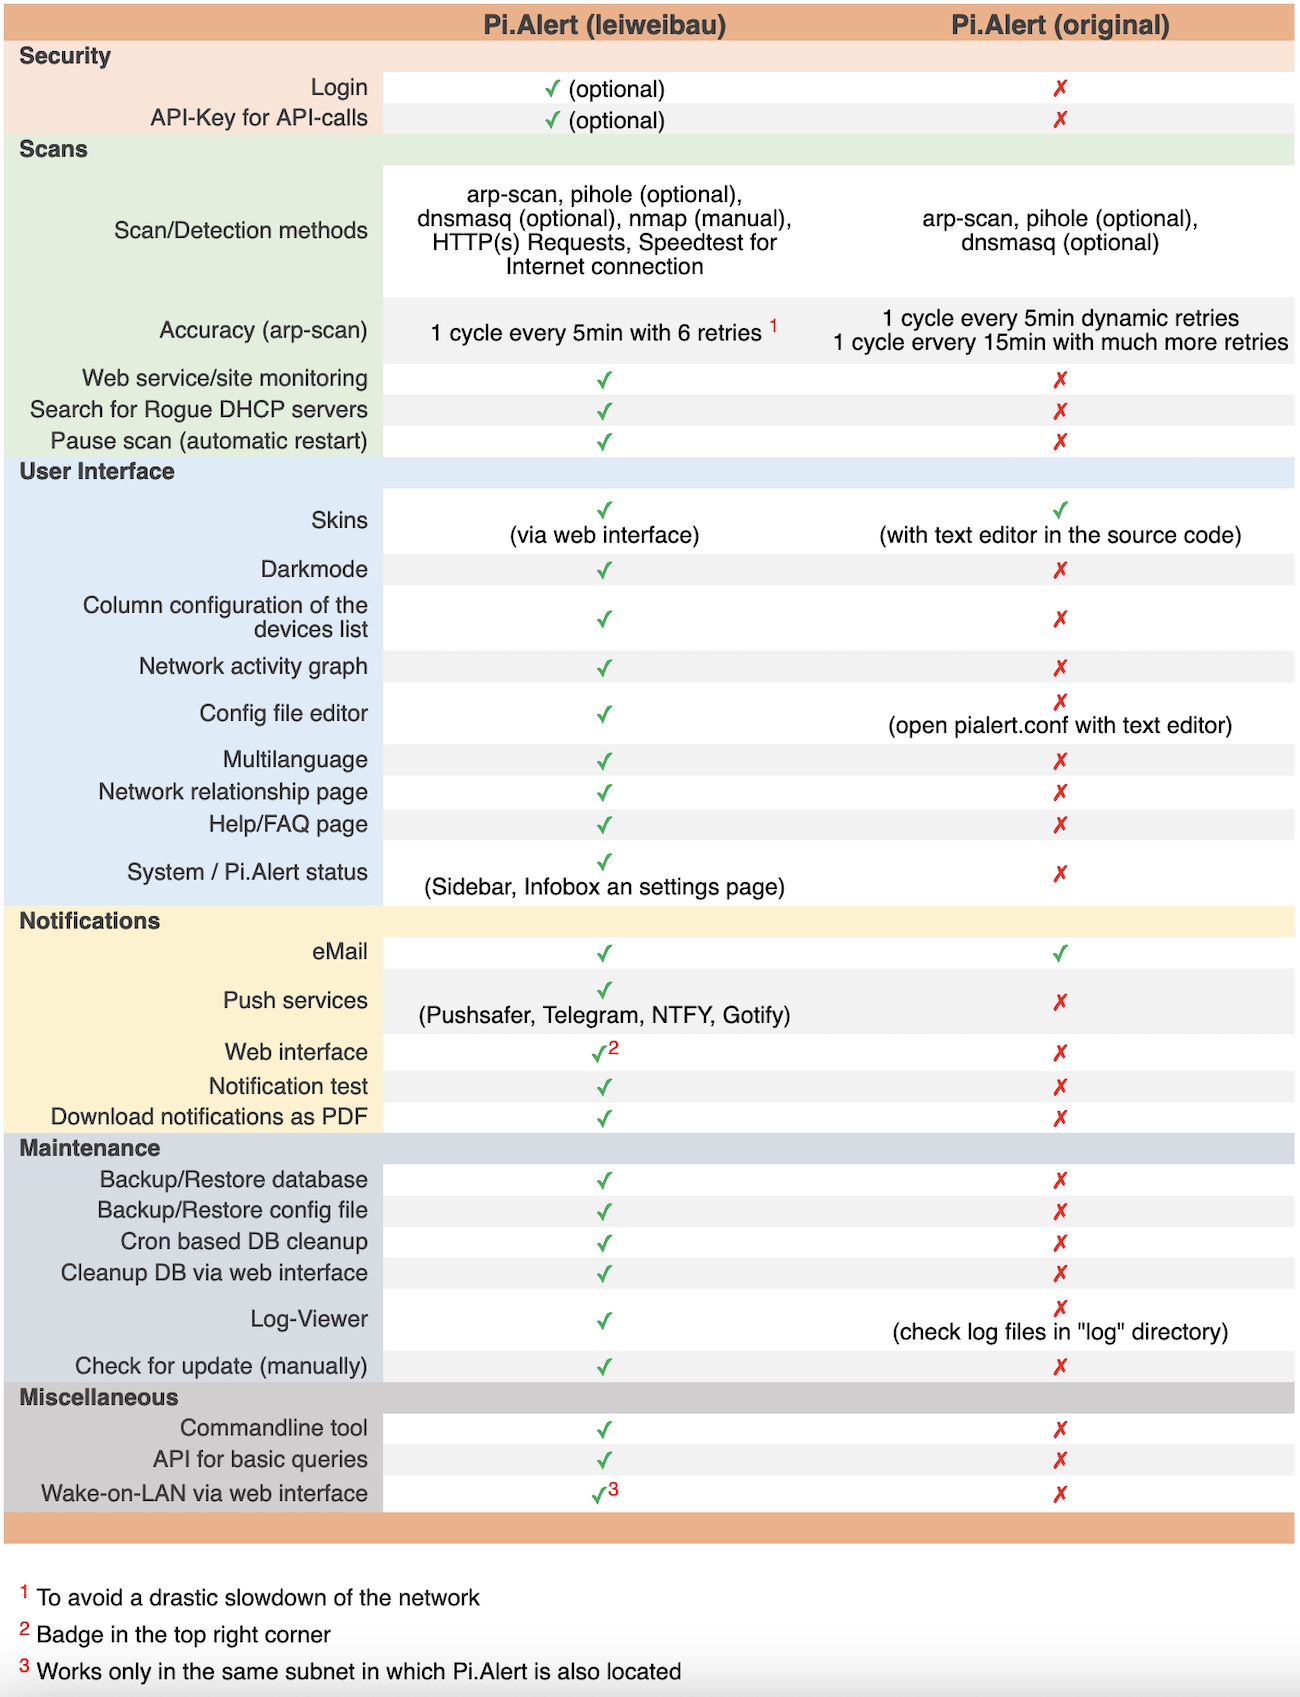 Pi.Alert (leiweibau) Pi.Alert (original)
Security
Login ✓ (optional) ✗
API-Key for API-calls ✓ (optional) ✗
Scans
Scan/Detection methods
arp-scan, pihole (optional),
dnsmasq (optional), nmap (manual),
HTTP(s) Requests, Speedtest for
Internet connection
arp-scan, pihole (optional),
dnsmasq (optional)
Accuracy (arp-scan)
1 cycle every 5min with 6 retries 1
1 cycle every 5min dynamic retries
1 cycle ervery 15min with much more retries
Web service/site monitoring ✓ ✗
Search for Rogue DHCP servers ✓ ✗
Pause scan (automatic restart) ✓ ✗
User Interface
Skins
✓
(via web interface)
✓
(with text editor in the source code)
Darkmode ✓ ✗
Column configuration of the
devices list
✓ ✗
Network activity graph ✓ ✗
Config file editor
✓
✗
(open pialert.conf with text editor)
Multilanguage ✓ ✗
Network relationship page ✓ ✗
Help/FAQ page ✓ ✗
System / Pi.Alert status
✓
(Sidebar, Infobox an settings page)
✗
Notifications
eMail ✓ ✓
Push services
✓
(Pushsafer, Telegram, NTFY, Gotify)
✗
Web interface ✓2 ✗
Notification test ✓ ✗
Download notifications as PDF ✓ ✗
Maintenance
Backup/Restore database ✓ ✗
Backup/Restore config file ✓ ✗
Cron based DB cleanup ✓ ✗
Cleanup DB via web interface ✓ ✗
Log-Viewer
✓
✗
(check log files in "log" directory)
Check for update (manually) ✓ ✗
Miscellaneous
Commandline tool ✓ ✗
API for basic queries ✓ ✗
Wake-on-LAN via web interface ✓3 ✗
1 To avoid a drastic slowdown of the network
2 Badge in the top right corner
3 Works only in the same subnet in which Pi.Alert is also located